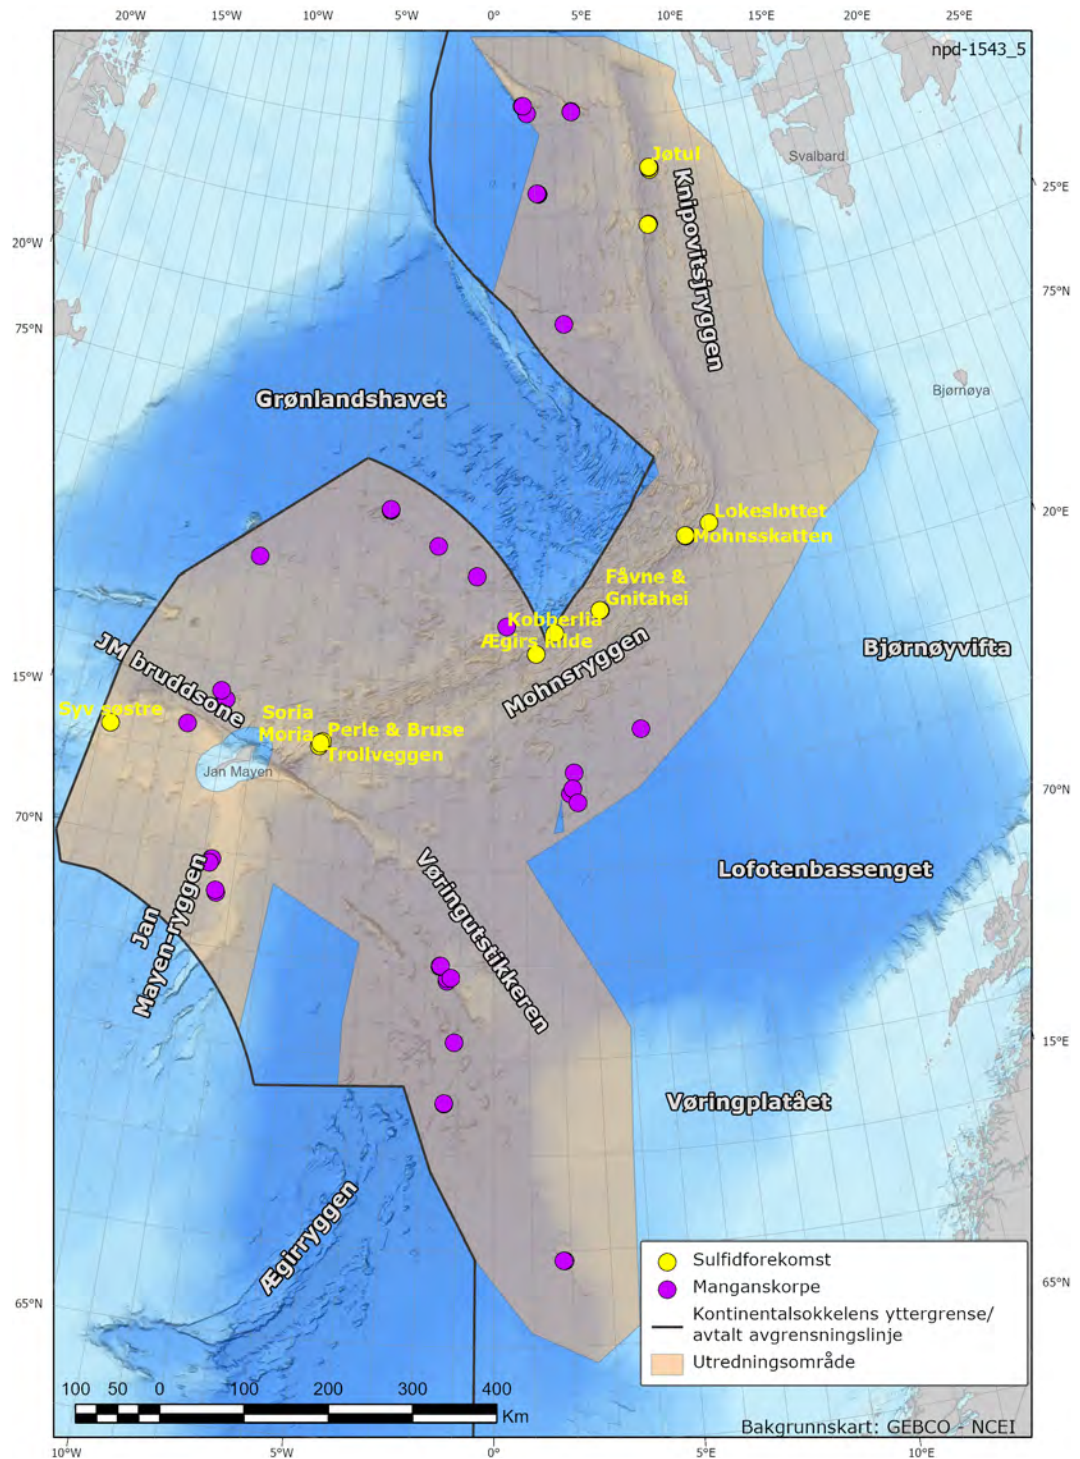 20°W 15°W 10°W 5°W 0° 5°E 10°E 15°E 20°E 25°E
npd-1543_5
Svalbard
Jøtul
25°E
20°W
Knipovitsjryggen
75°N
75°N
Bjørnøya
Grønlandshavet
20°E
Lokeslottet
Mohnsskatten
Fåvne &
Gnitahei
Kobberlia
Ægirs kilde
Bjørnøyvifta
Mohnsryggen
15°W
JM bruddsone
Syv søstre
Soria
Moria
Perle & Bruse
Trollveggen
Jan Mayen
70°N
70°N
Vøringutstikkeren
Lofotenbassenget
Jan
Mayen-ryggen
15°E
Vøringplatået
Ægirryggen
65°N
65°N
Sulfidforekomst
Manganskorpe
Kontinentalsokkelens yttergrense/
avtalt avgrensningslinje
Utredningsområde
100 50 0 100 200 300 400
Km
Bakgrunnskart: GEBCO - NCEI
10°W 5°W 0° 5°E 10°E